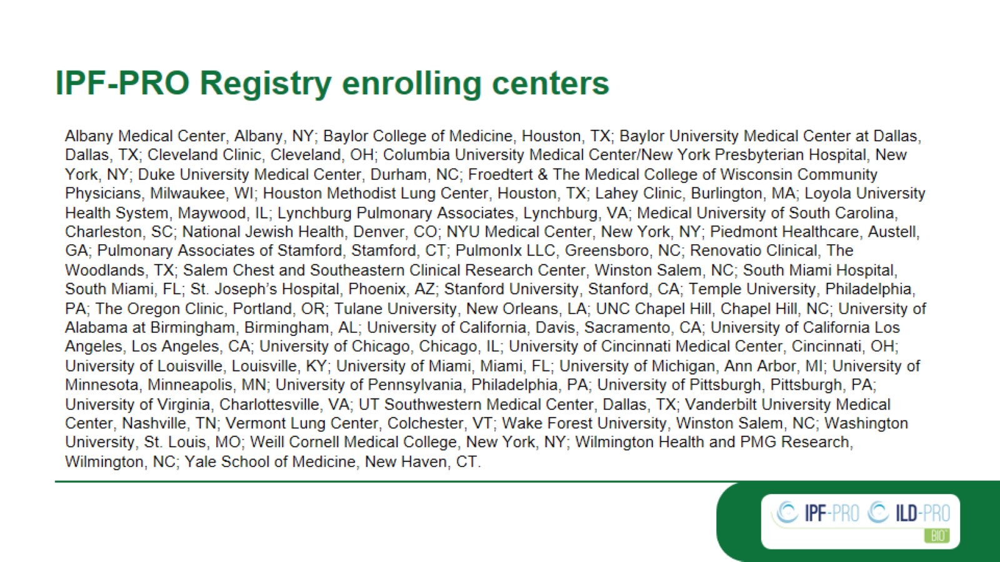 IPF-PRO Registry enrolling centers
Albany Medical Center, Albany, NY; Baylor College of Medicine, Houston, TX; Baylor University Medical Center at Dallas,
Dallas, TX; Cleveland Clinic, Cleveland, OH; Columbia University Medical Center/New York Presbyterian Hospital, New
York, NY; Duke University Medical Center, Durham, NC; Froedtert & The Medical College of Wisconsin Community
Physicians, Milwaukee, WI; Houston Methodist Lung Center, Houston, TX; Lahey Clinic, Burlington, MA; Loyola University
Health System, Maywood, IL; Lynchburg Pulmonary Associates, Lynchburg, VA; Medical University of South Carolina,
Charleston, SC; National Jewish Health, Denver, CO; NYU Medical Center, New York, NY; Piedmont Healthcare, Austell,
GA; Pulmonary Associates of Stamford, Stamford, CT; PulmonIx LLC, Greensboro, NC; Renovatio Clinical, The
Woodlands, TX; Salem Chest and Southeastern Clinical Research Center, Winston Salem, NC; South Miami Hospital,
South Miami, FL; St. Joseph’s Hospital, Phoenix, AZ; Stanford University, Stanford, CA; Temple University, Philadelphia,
PA; The Oregon Clinic, Portland, OR; Tulane University, New Orleans, LA; UNC Chapel Hill, Chapel Hill, NC; University of
Alabama at Birmingham, Birmingham, AL; University of California, Davis, Sacramento, CA; University of California Los
Angeles, Los Angeles, CA; University of Chicago, Chicago, IL; University of Cincinnati Medical Center, Cincinnati, OH;
University of Louisville, Louisville, KY; University of Miami, Miami, FL; University of Michigan, Ann Arbor, MI; University of
Minnesota, Minneapolis, MN; University of Pennsylvania, Philadelphia, PA; University of Pittsburgh, Pittsburgh, PA;
University of Virginia, Charlottesville, VA; UT Southwestern Medical Center, Dallas, TX; Vanderbilt University Medical
Center, Nashville, TN; Vermont Lung Center, Colchester, VT; Wake Forest University, Winston Salem, NC; Washington
University, St. Louis, MO; Weill Cornell Medical College, New York, NY; Wilmington Health and PMG Research,
Wilmington, NC; Yale School of Medicine, New Haven, CT.
IPF-PRO ILD-PRO
BIO™